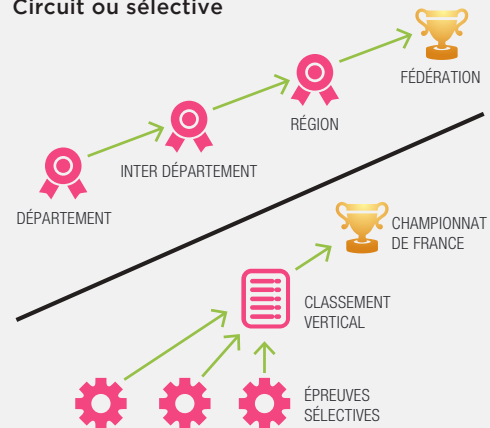 Circuit ou sélective
FÉDÉRATION
RÉGION
INTER DÉPARTEMENT
DÉPARTEMENT
CHAMPIONNAT
DE FRANCE
CLASSEMENT
VERTICAL
ÉPREUVES
SÉLECTIVES